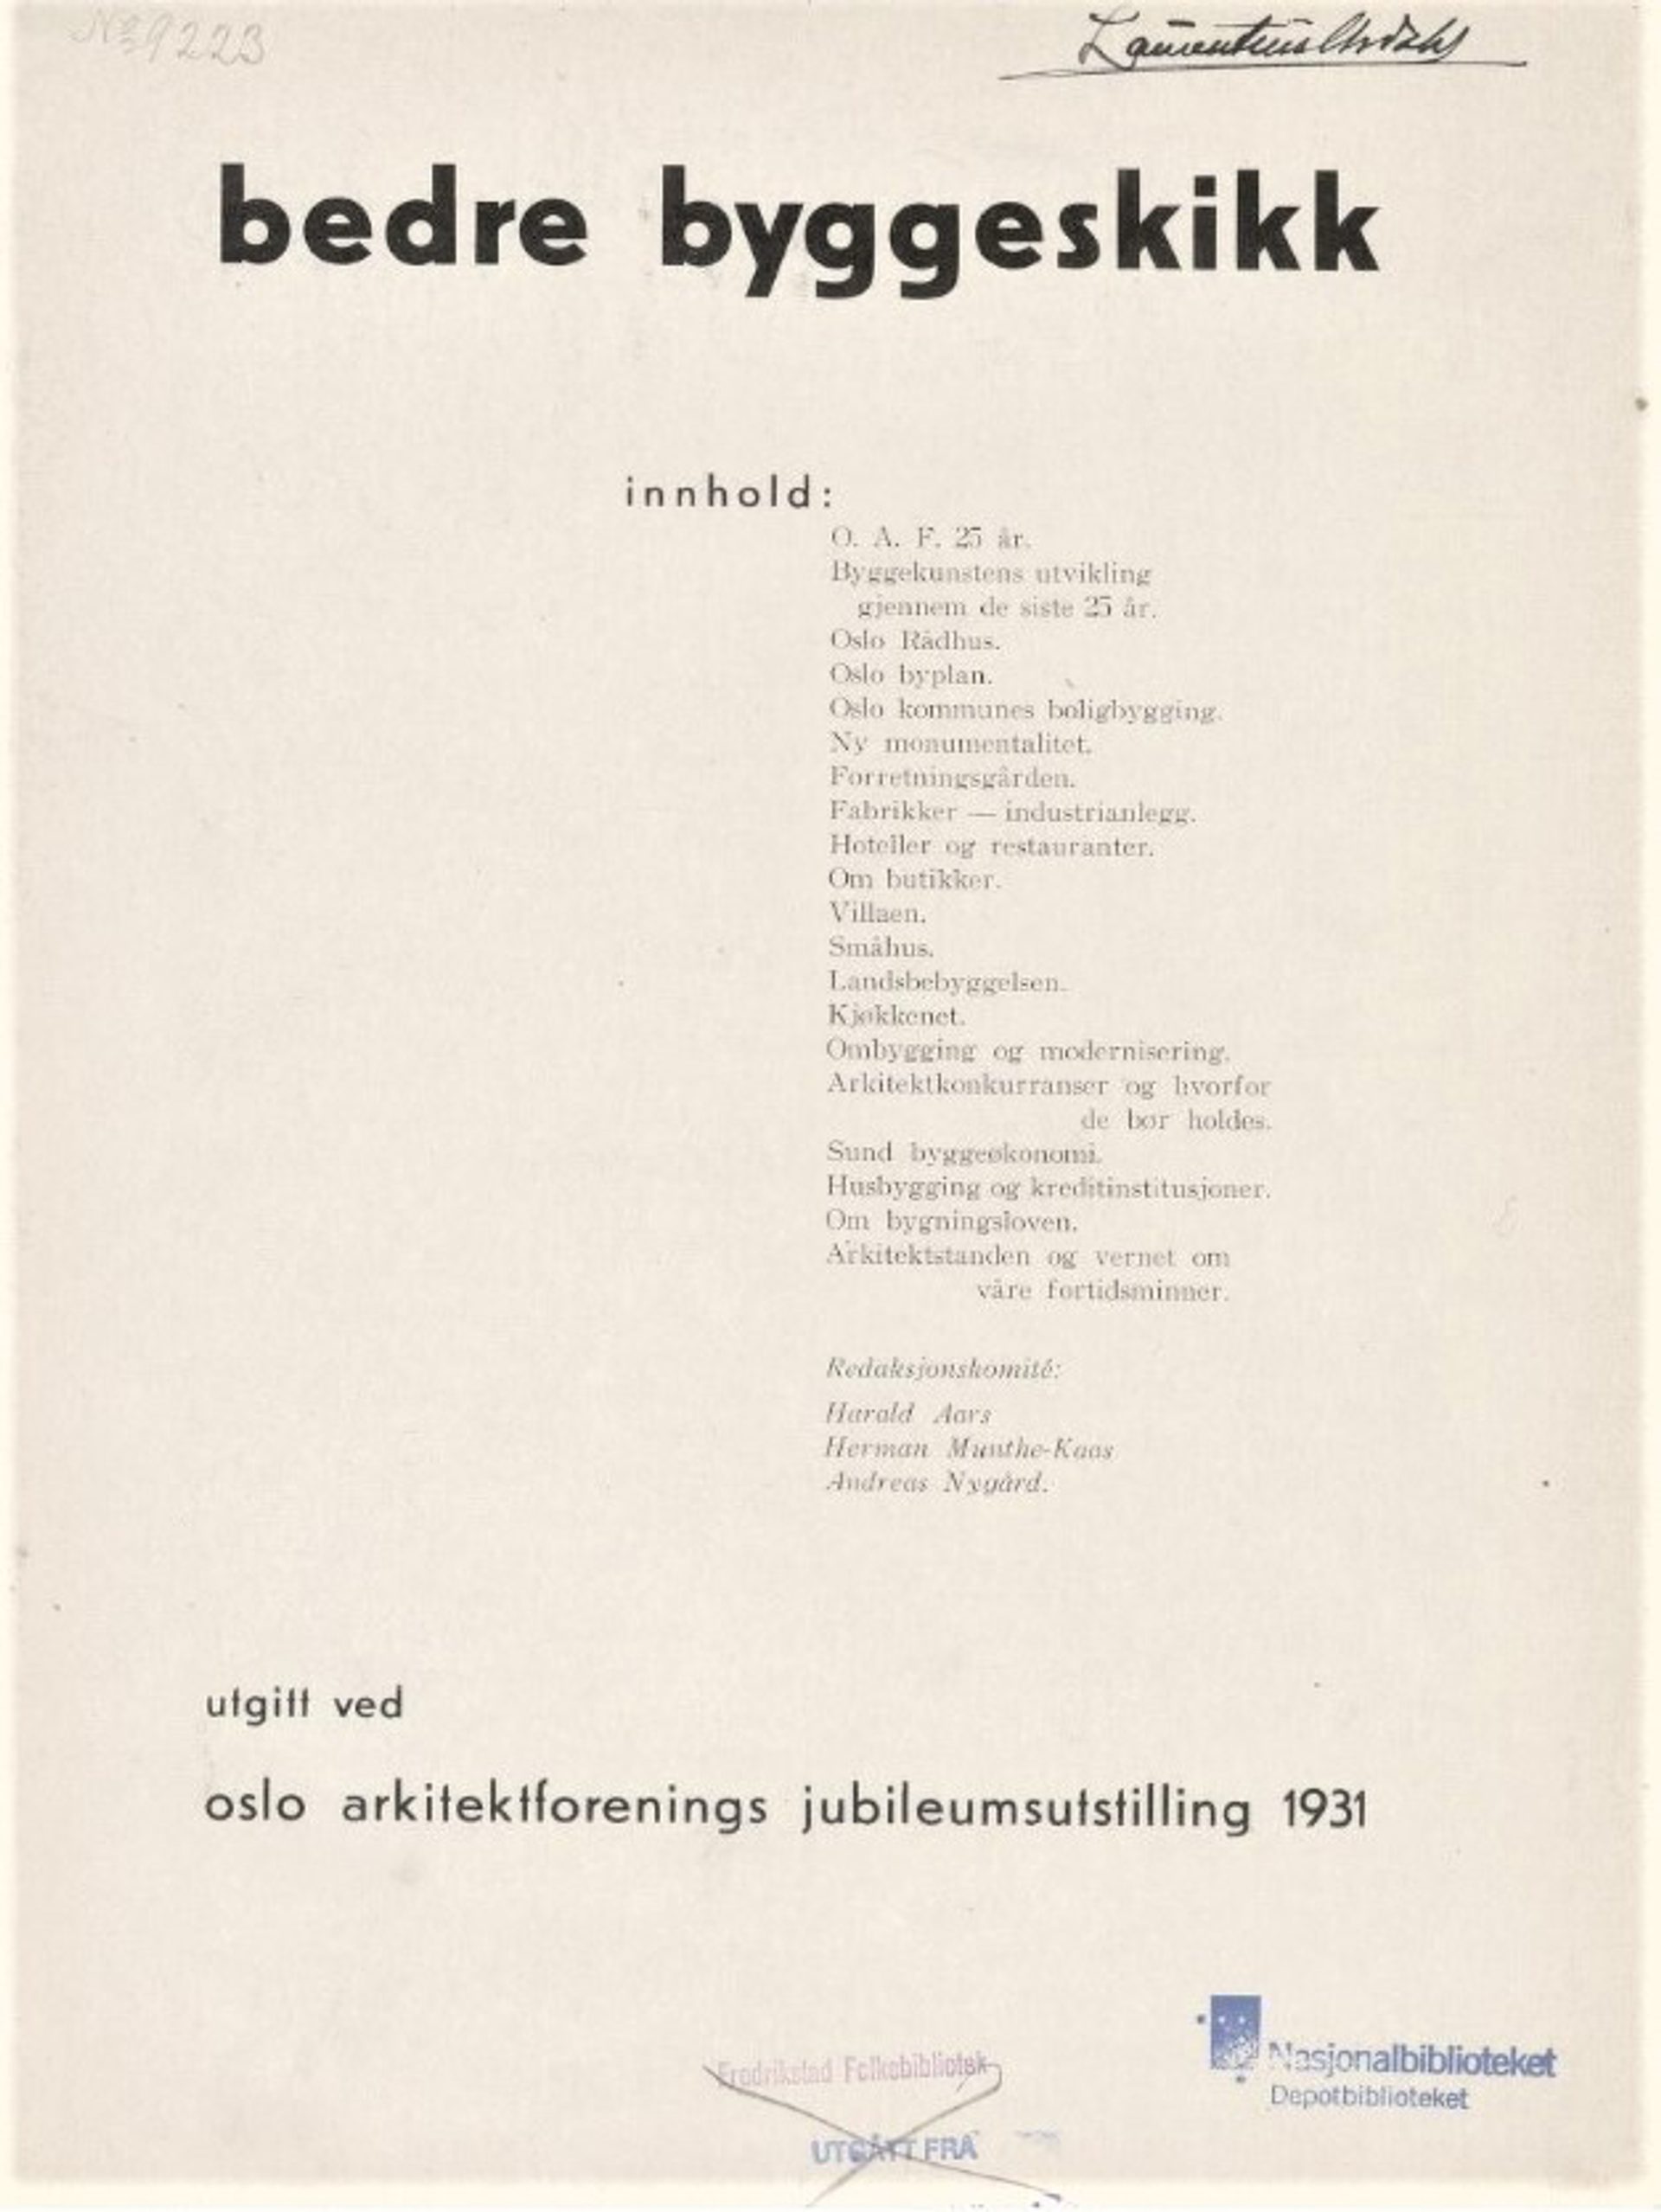 Nº 9223
bedre byggeskikk
innhold:
O. A. F. 25 år.
Byggekunstens utvikling
gjennem de siste 25 år.
Oslo Rådhus.
Oslo byplan.
Oslo kommunes boligbygging.
Ny monumentalitet.
Forretningsgården.
Fabrikker — industrianlegg.
Hoteller og restauranter.
Om butikker.
Villaen.
Småhus.
Landsbebyggelsen.
Kjøkkenet.
Ombygging og modernisering.
Arkitektkonkurranser og hvorfor
de bør holdes.
Sund byggeøkonomi.
Husbygging og kreditinstitusjoner.
Om bygningsloven.
Arkitektstanden og vernet om
våre fortidsminner.
Redaksjonskomité:
Harald Aars
Herman Munthe-Kaas
Andreas Nygård.
utgitt ved
oslo arkitektforenings jubileumsutstilling 1931
Nasjonalbiblioteket
Depotbiblioteket
Fredrikstad Folkebibliotek
UTGÅTT FRA